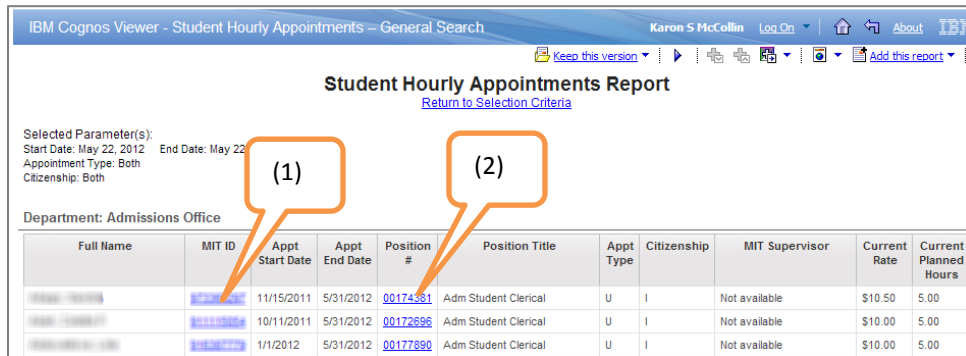 IBM Cognos Viewer - Student Hourly Appointments – General Search Karon S McCollin Log On About IBM
Keep this version Add this report
Student Hourly Appointments Report
Return to Selection Criteria
Selected Parameter(s):
Start Date: May 22, 2012 End Date: May 22
Appointment Type: Both
Citizenship: Both
(1)
(2)
Department: Admissions Office
Full Name MIT ID Appt Start Date Appt End Date Position # Position Title Appt Type Citizenship MIT Supervisor Current Rate Current Planned Hours
11/15/2011 5/31/2012 00174381 Adm Student Clerical U I Not available $10.50 5.00
10/11/2011 5/31/2012 00172696 Adm Student Clerical U I Not available $10.00 5.00
1/1/2012 5/31/2012 00177890 Adm Student Clerical U I Not available $10.00 5.00